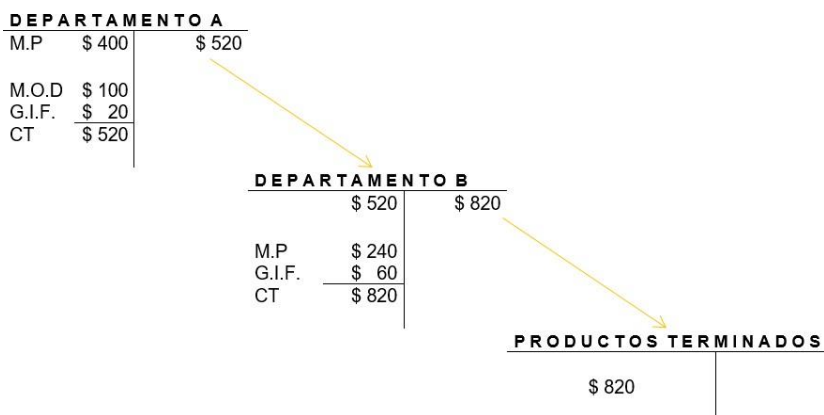 DEPARTAMENTO A
M.P $ 400 $ 520
M.O.D $ 100
G.I.F. $ 20
CT $ 520
DEPARTAMENTO B
$ 520 $ 820
M.P $ 240
G.I.F. $ 60
CT $ 820
PRODUCTOS TERMINADOS
$ 820